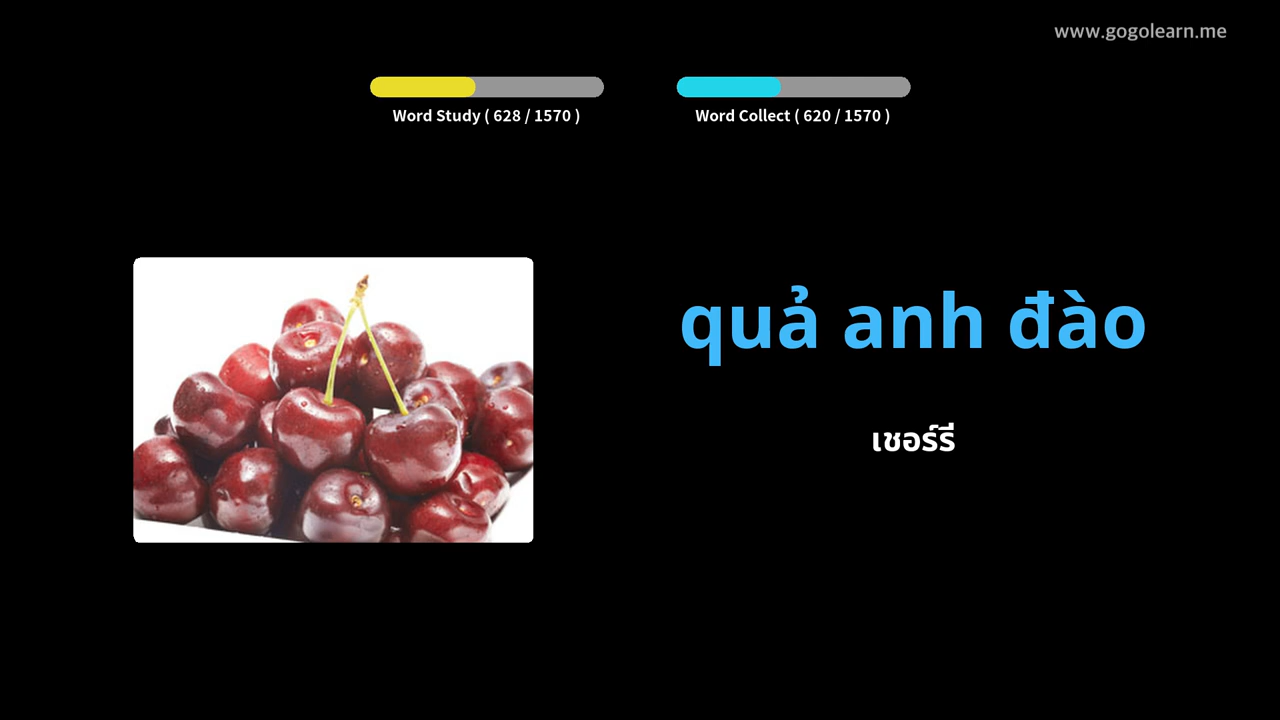 www.gogolearn.me
Word Study ( 628 / 1570 )
Word Collect ( 620 / 1570 )
quả anh đào
เชอร์รี